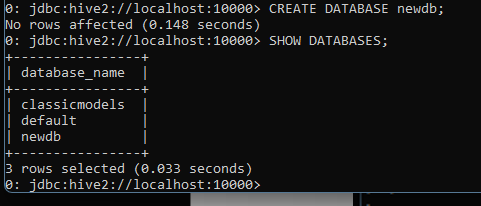 0: jdbc:hive2://localhost:10000> CREATE DATABASE newdb;
No rows affected (0.148 seconds)
0: jdbc:hive2://localhost:10000> SHOW DATABASES;
+----------------+
| database_name  |
+----------------+
| classicmodels  |
| default        |
| newdb          |
+----------------+
3 rows selected (0.033 seconds)
0: jdbc:hive2://localhost:10000>